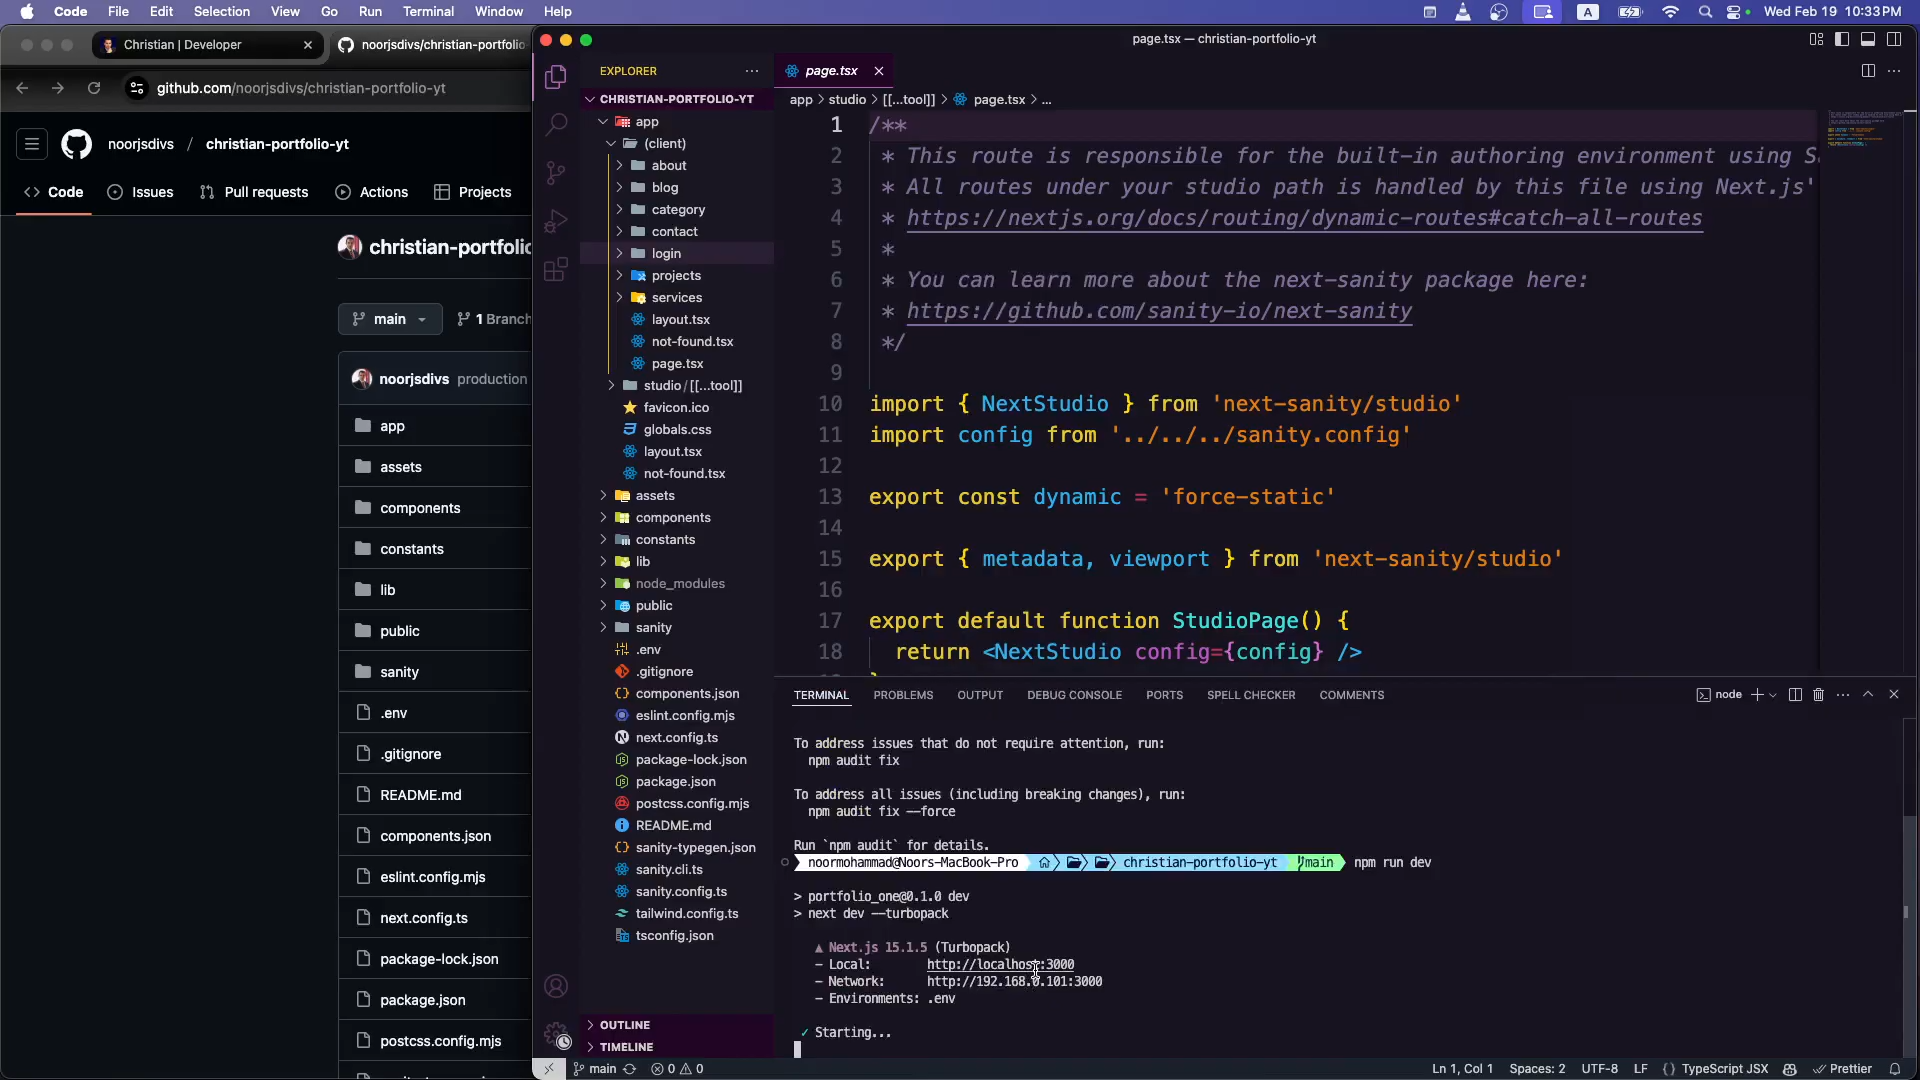 Code File Edit Selection View Go Run Terminal Window Help
A Wed Feb 19 10:33PM
Christian | Developer
noorjsdivs/christian-portfolio-
github.com/noorjsdivs/christian-portfolio-yt
noorjsdivs / christian-portfolio-yt
Code Issues Pull requests Actions Projects
christian-portfolio
main 1 Branch
noorjsdivs production
app
assets
components
constants
lib
public
sanity
.env
.gitignore
README.md
components.json
eslint.config.mjs
next.config.ts
package-lock.json
package.json
postcss.config.mjs
page.tsx — christian-portfolio-yt
EXPLORER
CHRISTIAN-PORTFOLIO-YT
app
(client)
about
blog
category
contact
login
projects
services
layout.tsx
not-found.tsx
page.tsx
studio/[[...tool]]
favicon.ico
globals.css
layout.tsx
not-found.tsx
assets
components
constants
lib
node_modules
public
sanity
.env
.gitignore
components.json
eslint.config.mjs
next.config.ts
package-lock.json
package.json
postcss.config.mjs
README.md
sanity-typegen.json
sanity.cli.ts
sanity.config.ts
tailwind.config.ts
tsconfig.json
OUTLINE
TIMELINE
page.tsx
app > studio > [[...tool]] > page.tsx > ...
1 /**
2 * This route is responsible for the built-in authoring environment using S
3 * All routes under your studio path is handled by this file using Next.js'
4 * https://nextjs.org/docs/routing/dynamic-routes#catch-all-routes
5 *
6 * You can learn more about the next-sanity package here:
7 * https://github.com/sanity-io/next-sanity
8 */
9
10 import { NextStudio } from 'next-sanity/studio'
11 import config from '../../../sanity.config'
12
13 export const dynamic = 'force-static'
14
15 export { metadata, viewport } from 'next-sanity/studio'
16
17 export default function StudioPage() {
18 return <NextStudio config={config} />
TERMINAL PROBLEMS OUTPUT DEBUG CONSOLE PORTS SPELL CHECKER COMMENTS
node
To address issues that do not require attention, run:
npm audit fix
To address all issues (including breaking changes), run:
npm audit fix --force
Run `npm audit` for details.
noormohammad@Noors-MacBook-Pro christian-portfolio-yt main npm run dev
> portfolio_one@0.1.0 dev
> next dev --turbopack
▲ Next.js 15.1.5 (Turbopack)
- Local: http://localhost:3000
- Network: http://192.168.0.101:3000
- Environments: .env
✓ Starting...
main 0 0
Ln 1, Col 1 Spaces: 2 UTF-8 LF {} TypeScript JSX Prettier